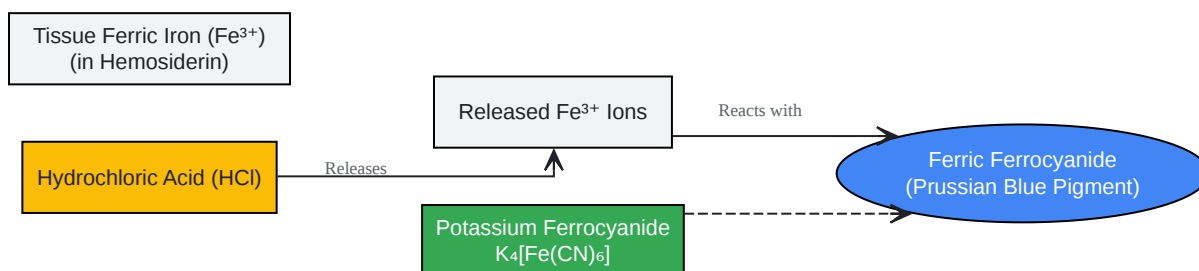 Tissue Ferric Iron (Fe³⁺)
(in Hemosiderin)
Hydrochloric Acid (HCl)
Releases
Released Fe³⁺ Ions
Reacts with
Potassium Ferrocyanide
K₄[Fe(CN)₆]
Ferric Ferrocyanide
(Prussian Blue Pigment)